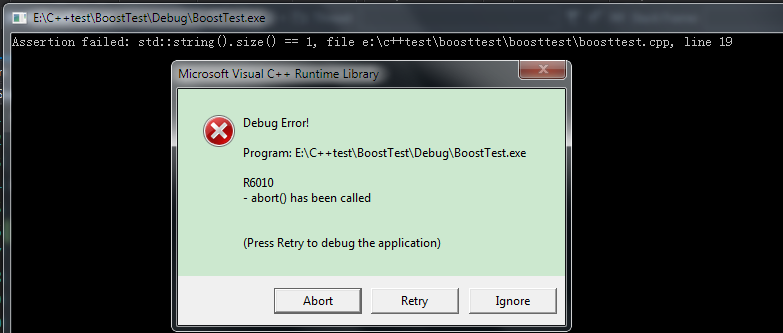 E:\C++test\BoostTest\Debug\BoostTest.exe
Assertion failed: std::string().size() == 1, file e:\c++test\boosttest\boosttest\boosttest.cpp, line 19
Microsoft Visual C++ Runtime Library
Debug Error!
Program: E:\C++test\BoostTest\Debug\BoostTest.exe
R6010
- abort() has been called
(Press Retry to debug the application)
Abort Retry Ignore